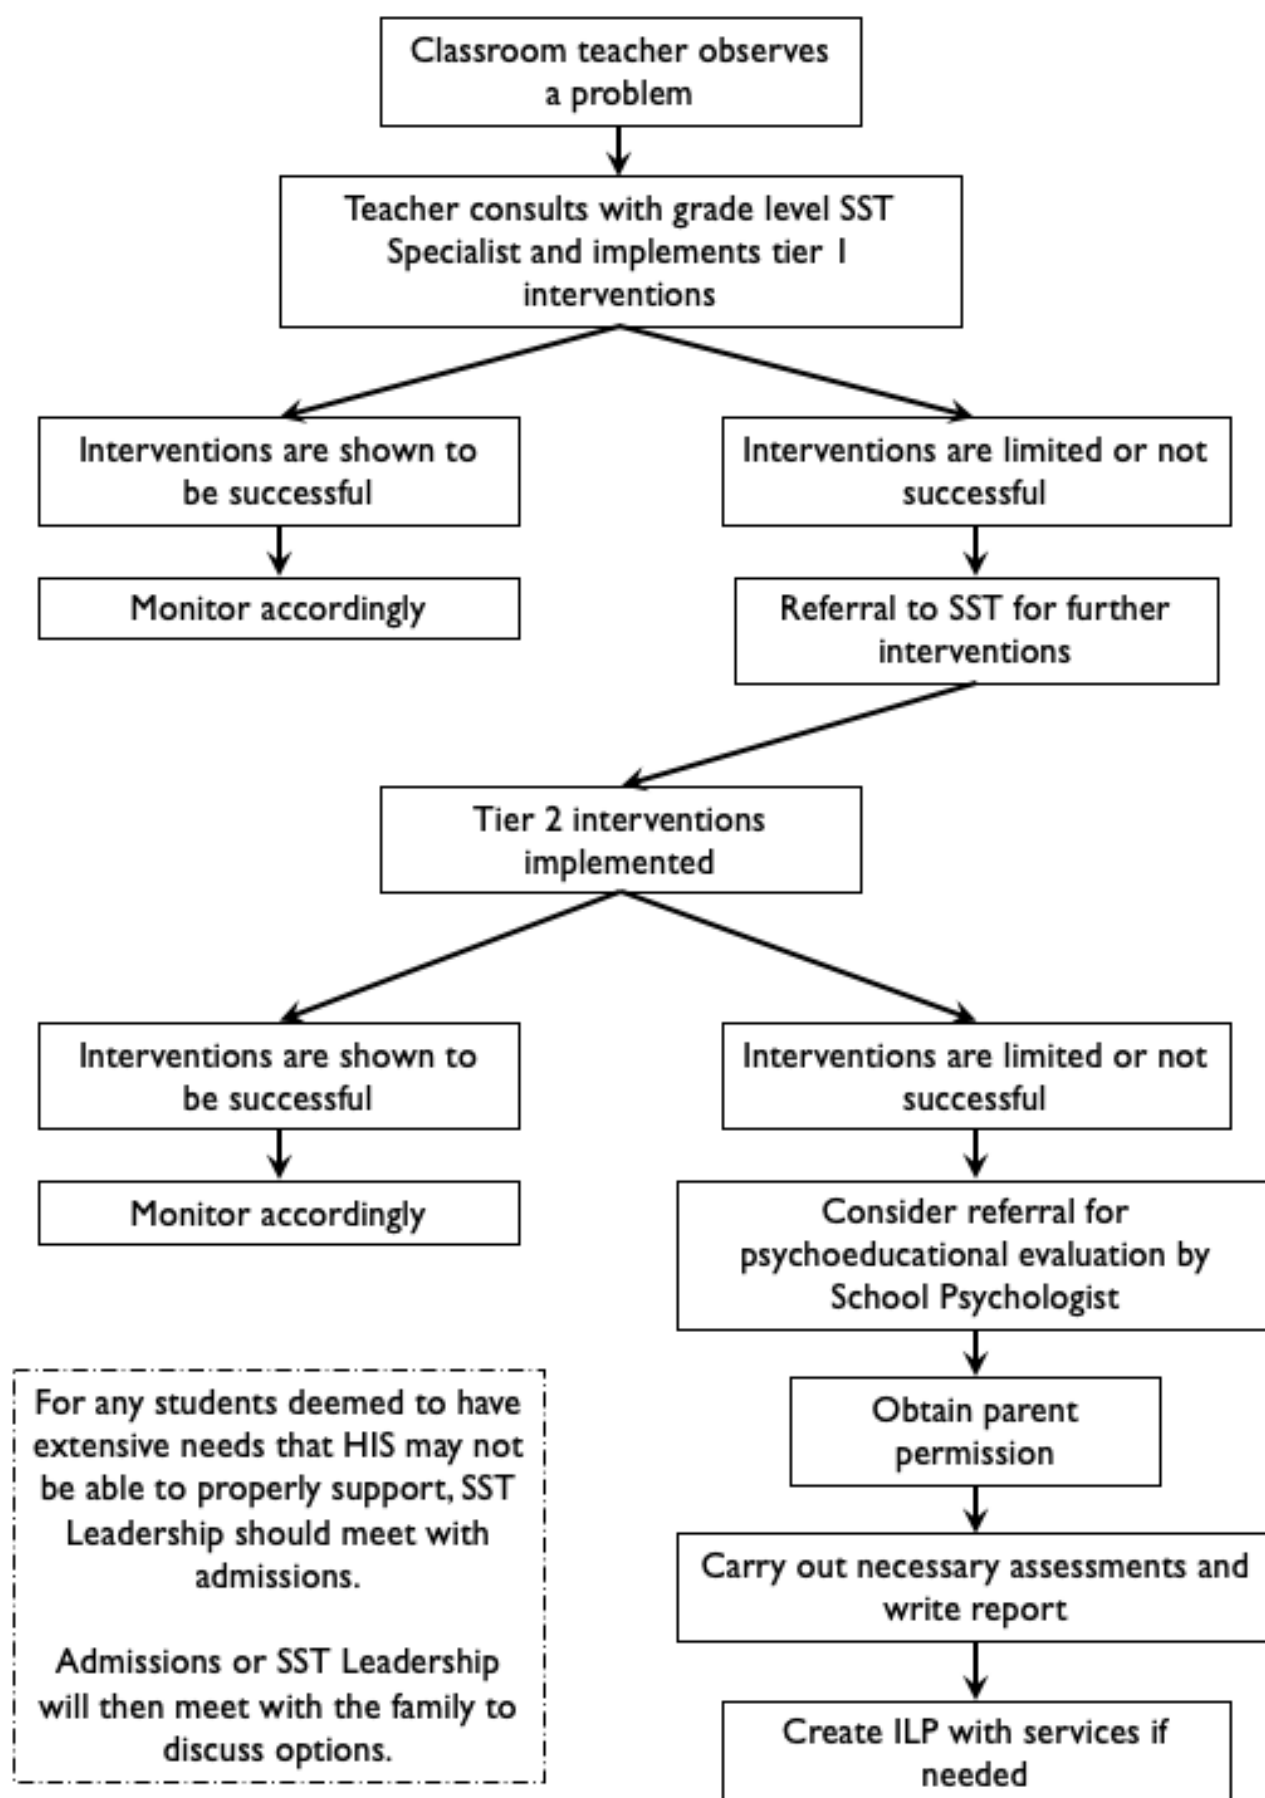 Classroom teacher observes
a problem
Teacher consults with grade level SST
Specialist and implements tier 1
interventions
Interventions are shown to
be successful
Interventions are limited or not
successful
Monitor accordingly
Referral to SST for further
interventions
Tier 2 interventions
implemented
Interventions are shown to
be successful
Interventions are limited or not
successful
Monitor accordingly
Consider referral for
psychoeducational evaluation by
School Psychologist
Obtain parent
permission
Carry out necessary assessments and
write report
Create ILP with services if
needed
For any students deemed to have
extensive needs that HIS may not
be able to properly support, SST
Leadership should meet with
admissions.
Admissions or SST Leadership
will then meet with the family to
discuss options.